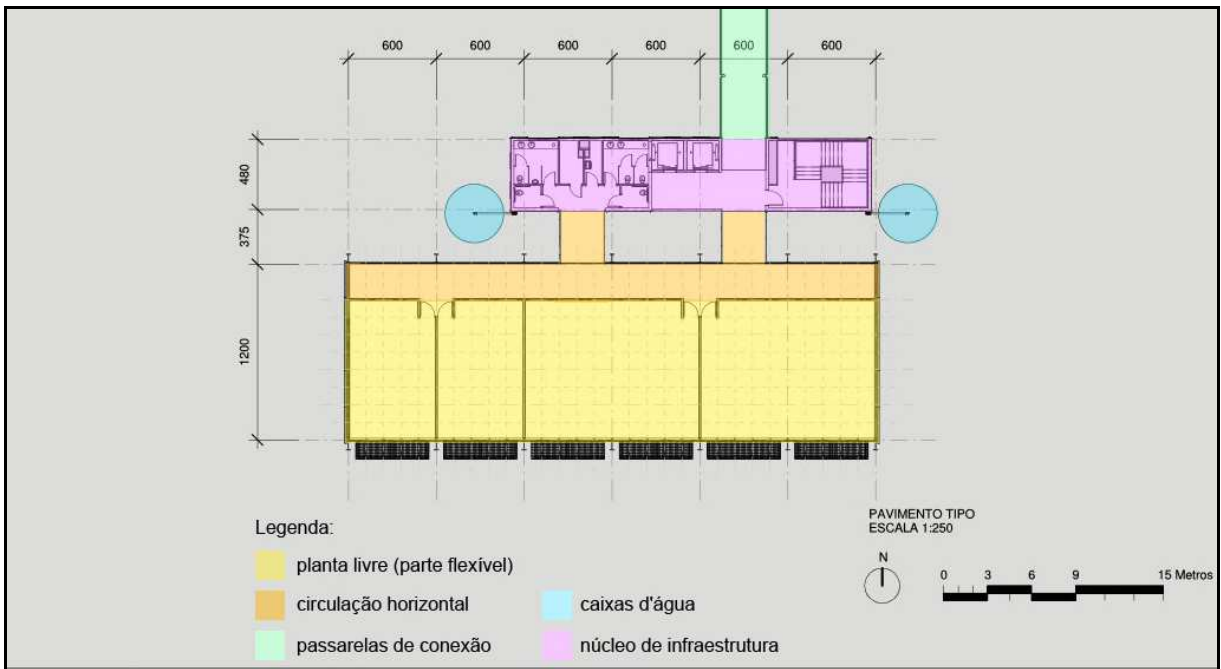 600 600 600 600 600 600
480
375
1200
Legenda:
planta livre (parte flexível)
circulação horizontal
caixas d'água
passarelas de conexão
núcleo de infraestrutura
PAVIMENTO TIPO
ESCALA 1:250
N
0 3 6 9 15 Metros